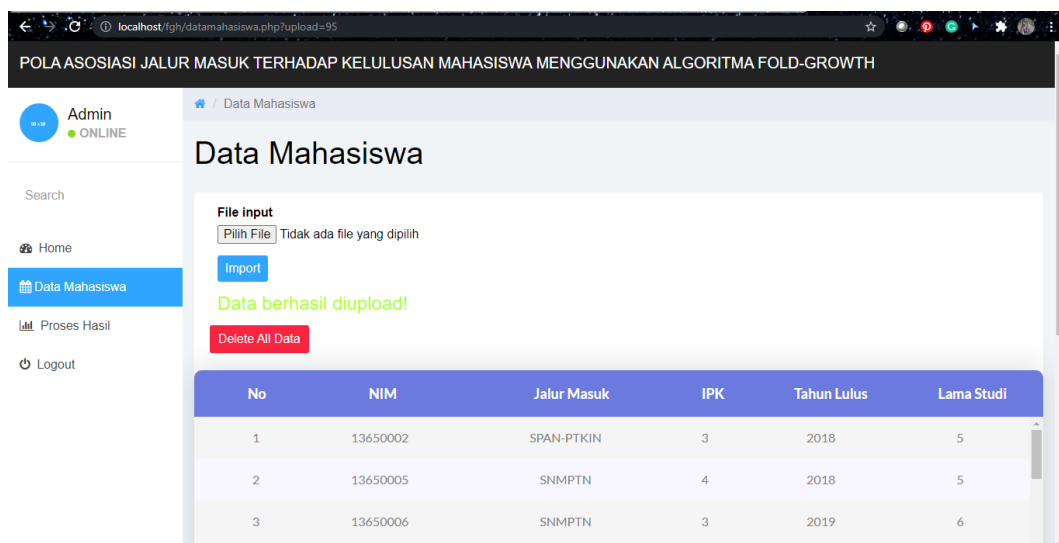 localhost/fgh/datamahasiswa.php?upload=95
POLA ASOSIASI JALUR MASUK TERHADAP KELULUSAN MAHASISWA MENGGUNAKAN ALGORITMA FOLD-GROWTH
Admin
ONLINE
Search
Home
Data Mahasiswa
Proses Hasil
Logout
/ Data Mahasiswa
Data Mahasiswa
File input
Pilih File Tidak ada file yang dipilih
Import
Data berhasil diupload!
Delete All Data
No NIM Jalur Masuk IPK Tahun Lulus Lama Studi
1 13650002 SPAN-PTKIN 3 2018 5
2 13650005 SNMPTN 4 2018 5
3 13650006 SNMPTN 3 2019 6